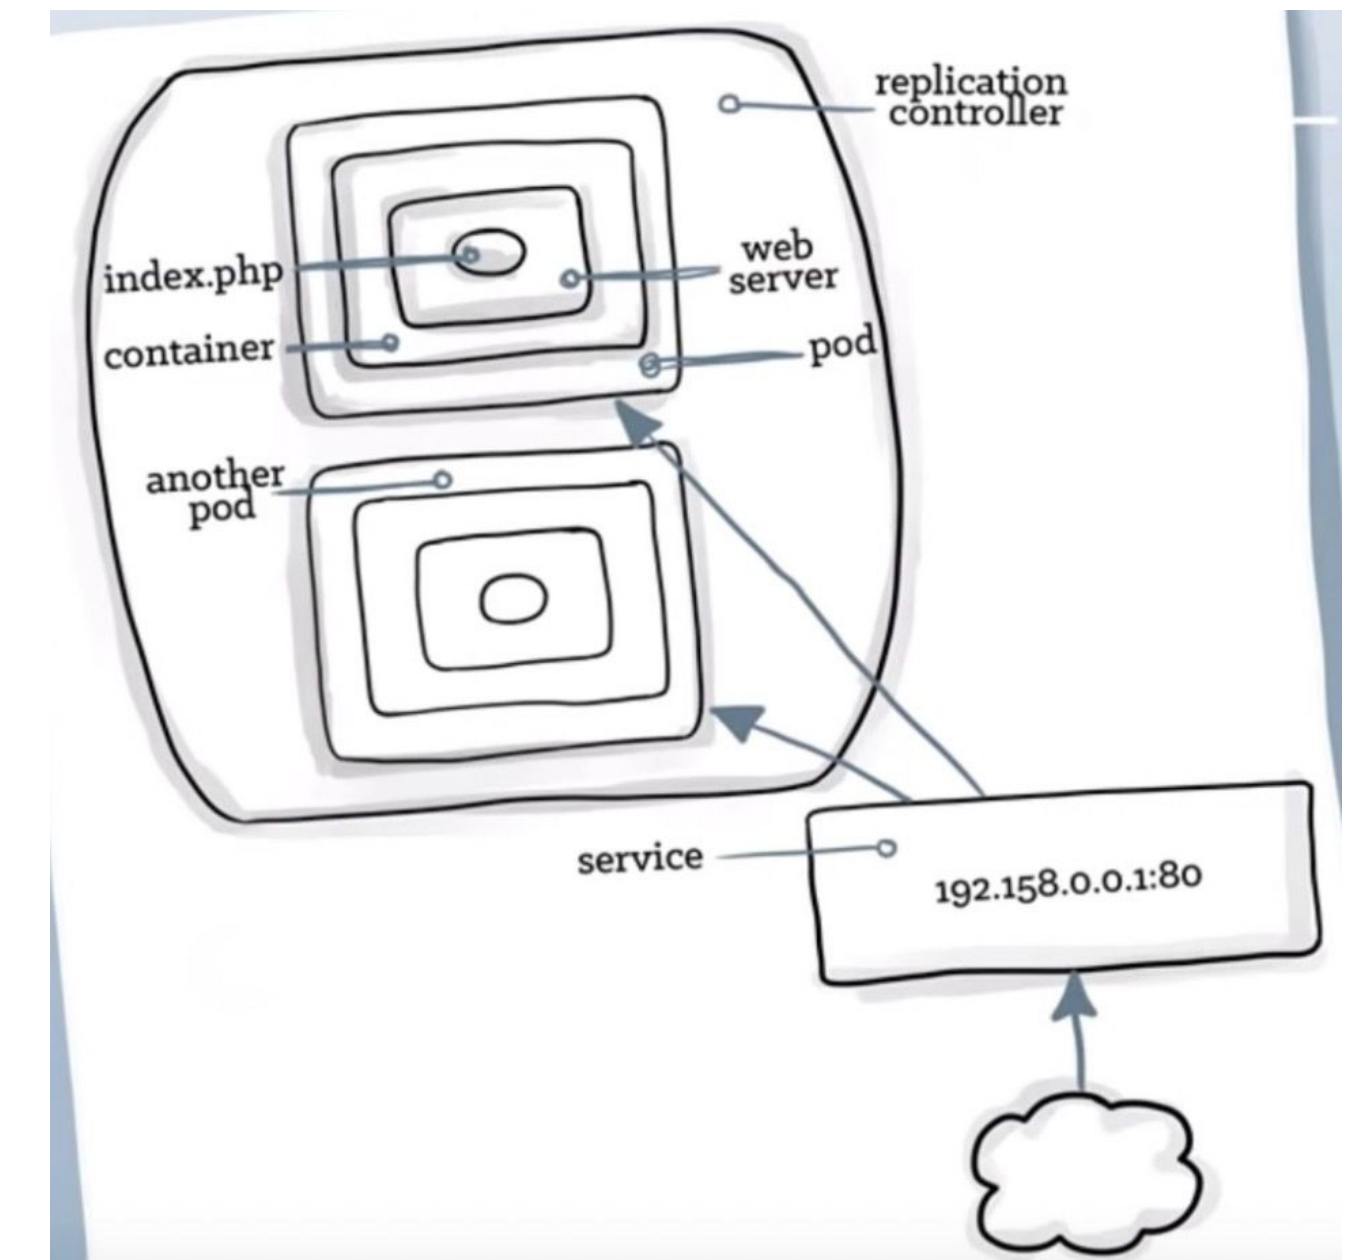 replication
controller
index.php
web
server
container
pod
another
pod
service
192.158.0.0.1:80